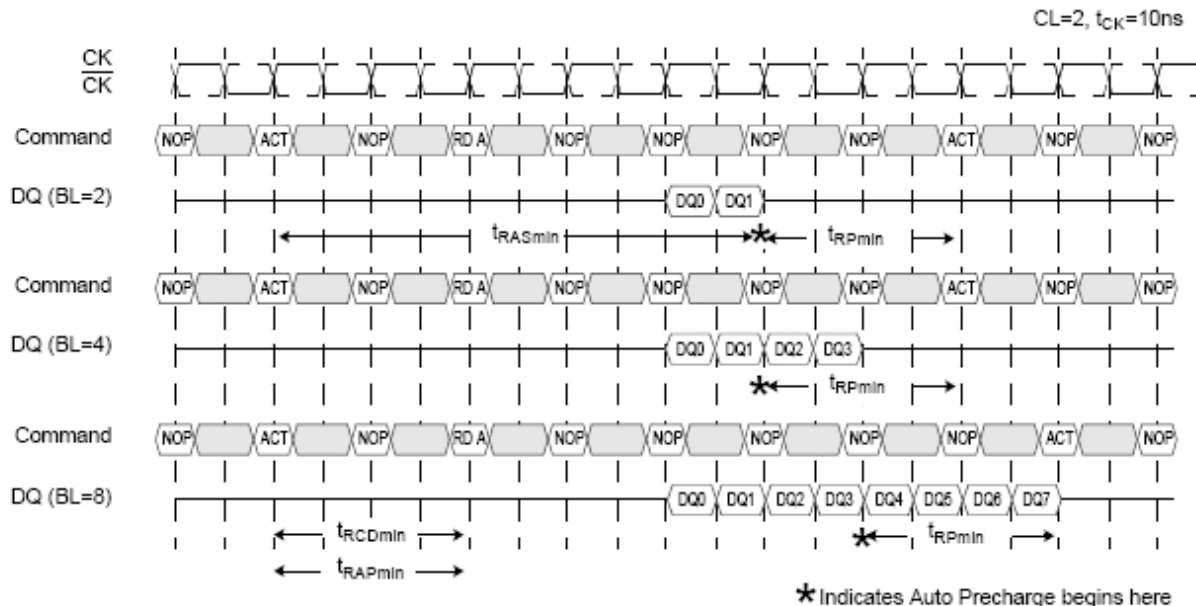 CL=2, tCK=10ns
CK
CK
Command NOP ACT NOP RD A NOP NOP NOP NOP ACT NOP NOP
DQ (BL=2) DQ0 DQ1
tRASmin * tRPmin
Command NOP ACT NOP RD A NOP NOP NOP NOP ACT NOP NOP
DQ (BL=4) DQ0 DQ1 DQ2 DQ3
* tRPmin
Command NOP ACT NOP RD A NOP NOP NOP NOP NOP ACT NOP
DQ (BL=8) DQ0 DQ1 DQ2 DQ3 DQ4 DQ5 DQ6 DQ7
tRCDmin * tRPmin
tRAPmin
* Indicates Auto Precharge begins here